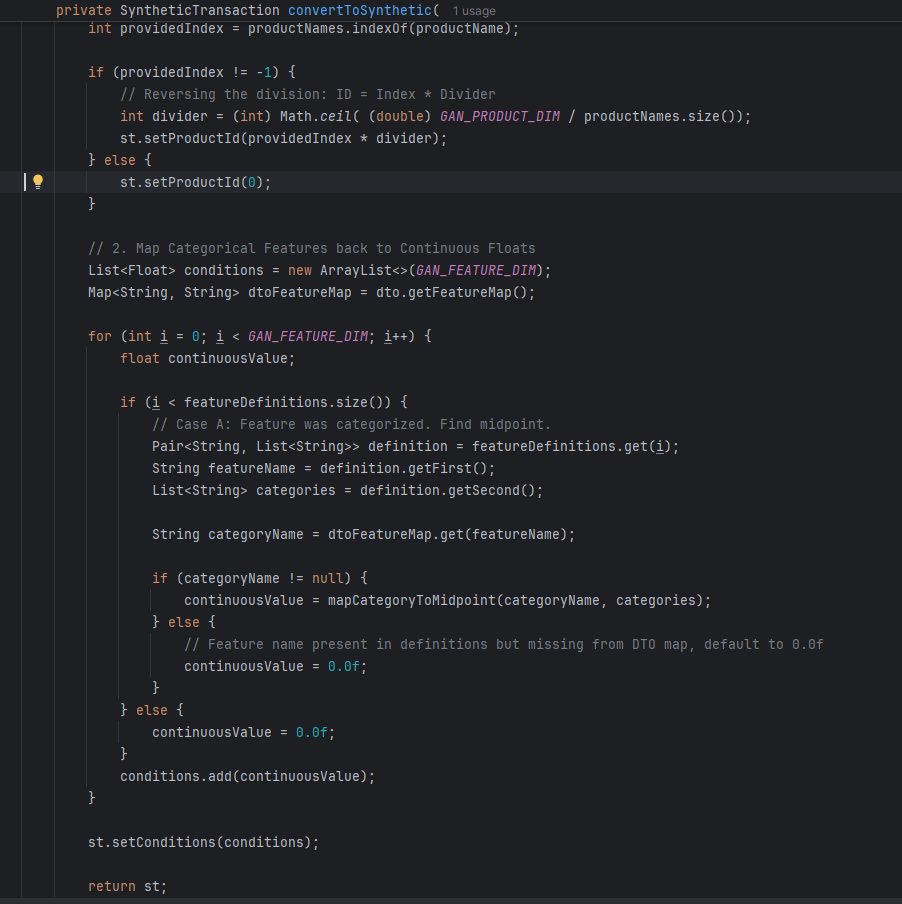 private SyntheticTransaction convertToSynthetic( 1 usage
int providedIndex = productNames.indexOf(productName);
if (providedIndex != -1) {
// Reversing the division: ID = Index * Divider
int divider = (int) Math.ceil( (double) GAN_PRODUCT_DIM / productNames.size());
st.setProductId(providedIndex * divider);
} else {
st.setProductId(0);
}
// 2. Map Categorical Features back to Continuous Floats
List<Float> conditions = new ArrayList<>(GAN_FEATURE_DIM);
Map<String, String> dtoFeatureMap = dto.getFeatureMap();
for (int i = 0; i < GAN_FEATURE_DIM; i++) {
float continuousValue;
if (i < featureDefinitions.size()) {
// Case A: Feature was categorized. Find midpoint.
Pair<String, List<String>> definition = featureDefinitions.get(i);
String featureName = definition.getFirst();
List<String> categories = definition.getSecond();
String categoryName = dtoFeatureMap.get(featureName);
if (categoryName != null) {
continuousValue = mapCategoryToMidpoint(categoryName, categories);
} else {
// Feature name present in definitions but missing from DTO map, default to 0.0f
continuousValue = 0.0f;
}
} else {
continuousValue = 0.0f;
}
conditions.add(continuousValue);
}
st.setConditions(conditions);
return st;